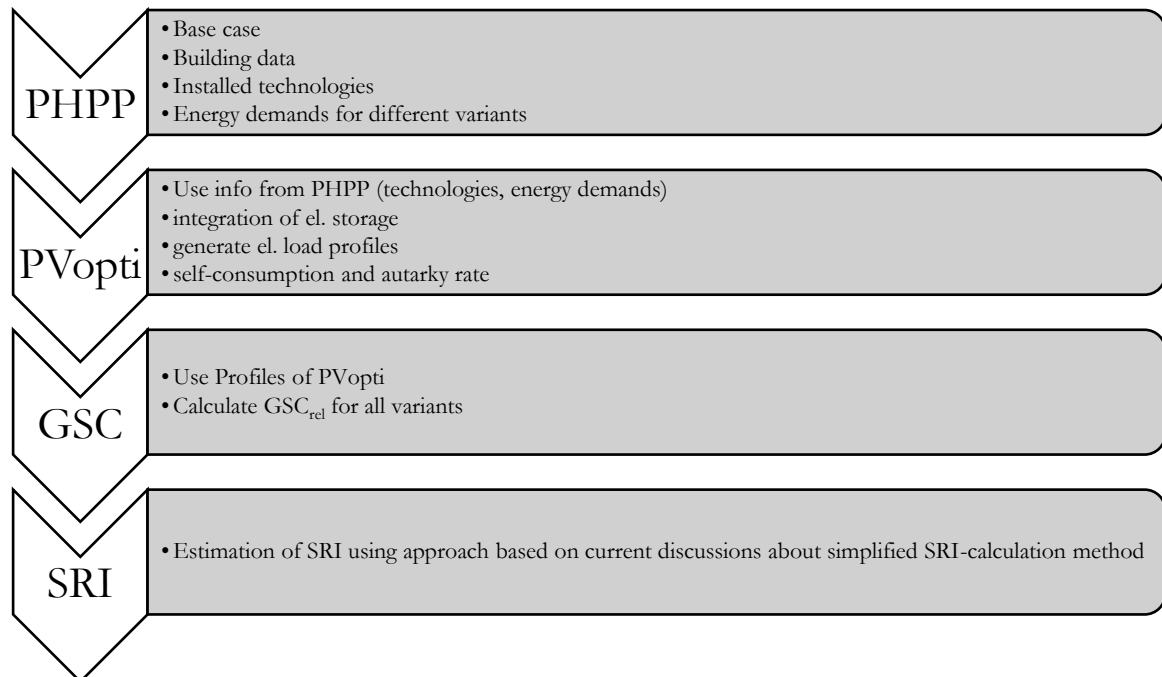 PHPP
• Base case
• Building data
• Installed technologies
• Energy demands for different variants
PVopti
• Use info from PHPP (technologies, energy demands)
• integration of el. storage
• generate el. load profiles
• self-consumption and autarky rate
GSC
• Use Profiles of PVopti
• Calculate GSCrel for all variants
SRI
• Estimation of SRI using approach based on current discussions about simplified SRI-calculation method